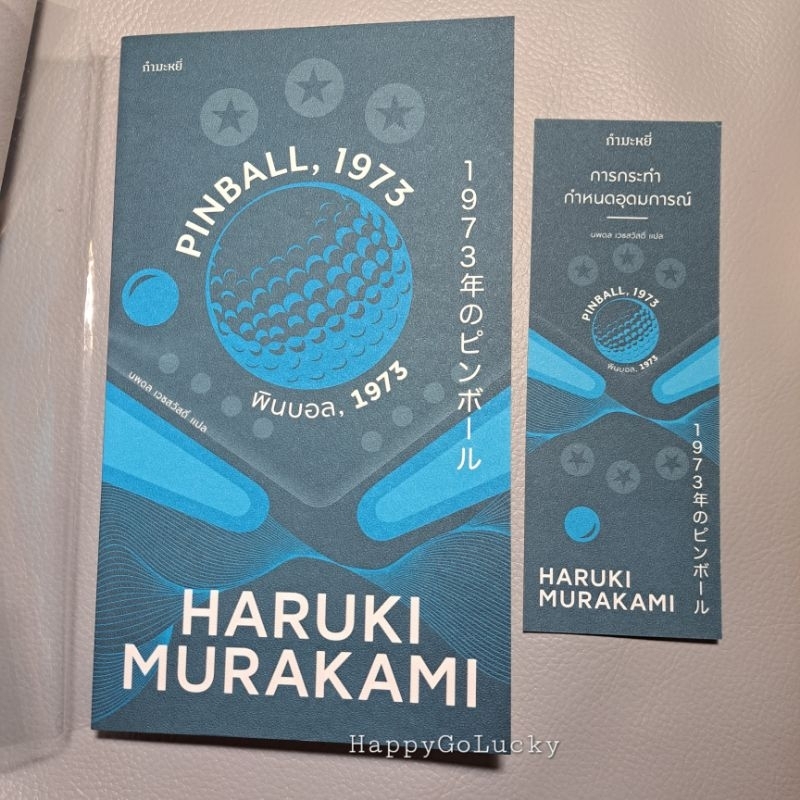 กำมะหยี่
PINBALL, 1973
1973年のピンボール
พินบอล, 1973
นพดล เวชสวัสดิ์ แปล
HARUKI
MURAKAMI
กำมะหยี่
การกระทำ
กำหนดอุดมการณ์
นพดล เวชสวัสดิ์ แปล
PINBALL, 1973
พินบอล, 1973
1973年のピンボール
HARUKI
MURAKAMI
HappyGoLucky